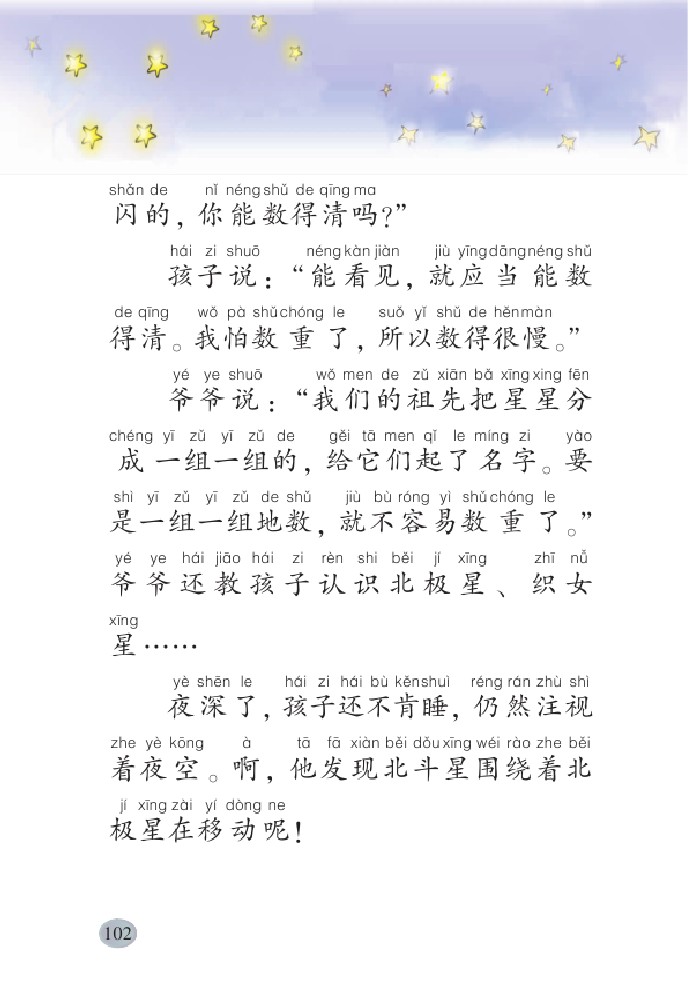 shǎn de nǐ néng shǔ de qīng ma
闪的，你能数得清吗？”
hái zi shuō néng kàn jiàn jiù yīng dāng néng shǔ
孩子说：“能看见，就应当能数
de qīng wǒ pà shǔ chóng le suǒ yǐ shǔ de hěn màn
得清。我怕数重了，所以数得很慢。”
yé ye shuō wǒ men de zǔ xiān bǎ xīng xing fēn
爷爷说：“我们的祖先把星星分
chéng yī zǔ yī zǔ de gěi tā men qǐ le míng zi yào
成一组一组的，给它们起了名字。要
shì yī zǔ yī zǔ de shǔ jiù bù róng yì shǔ chóng le
是一组一组地数，就不容易数重了。”
yé ye hái jiāo hái zi rèn shi běi jí xīng zhī nǚ
爷爷还教孩子认识北极星、织女
xīng
星……
yè shēn le hái zi hái bù kěn shuì réng rán zhù shì
夜深了，孩子还不肯睡，仍然注视
zhe yè kōng à tā fā xiàn běi dǒu xīng wéi rào zhe běi
着夜空。啊，他发现北斗星围绕着北
jí xīng zài yí dòng ne
极星在移动呢！
102